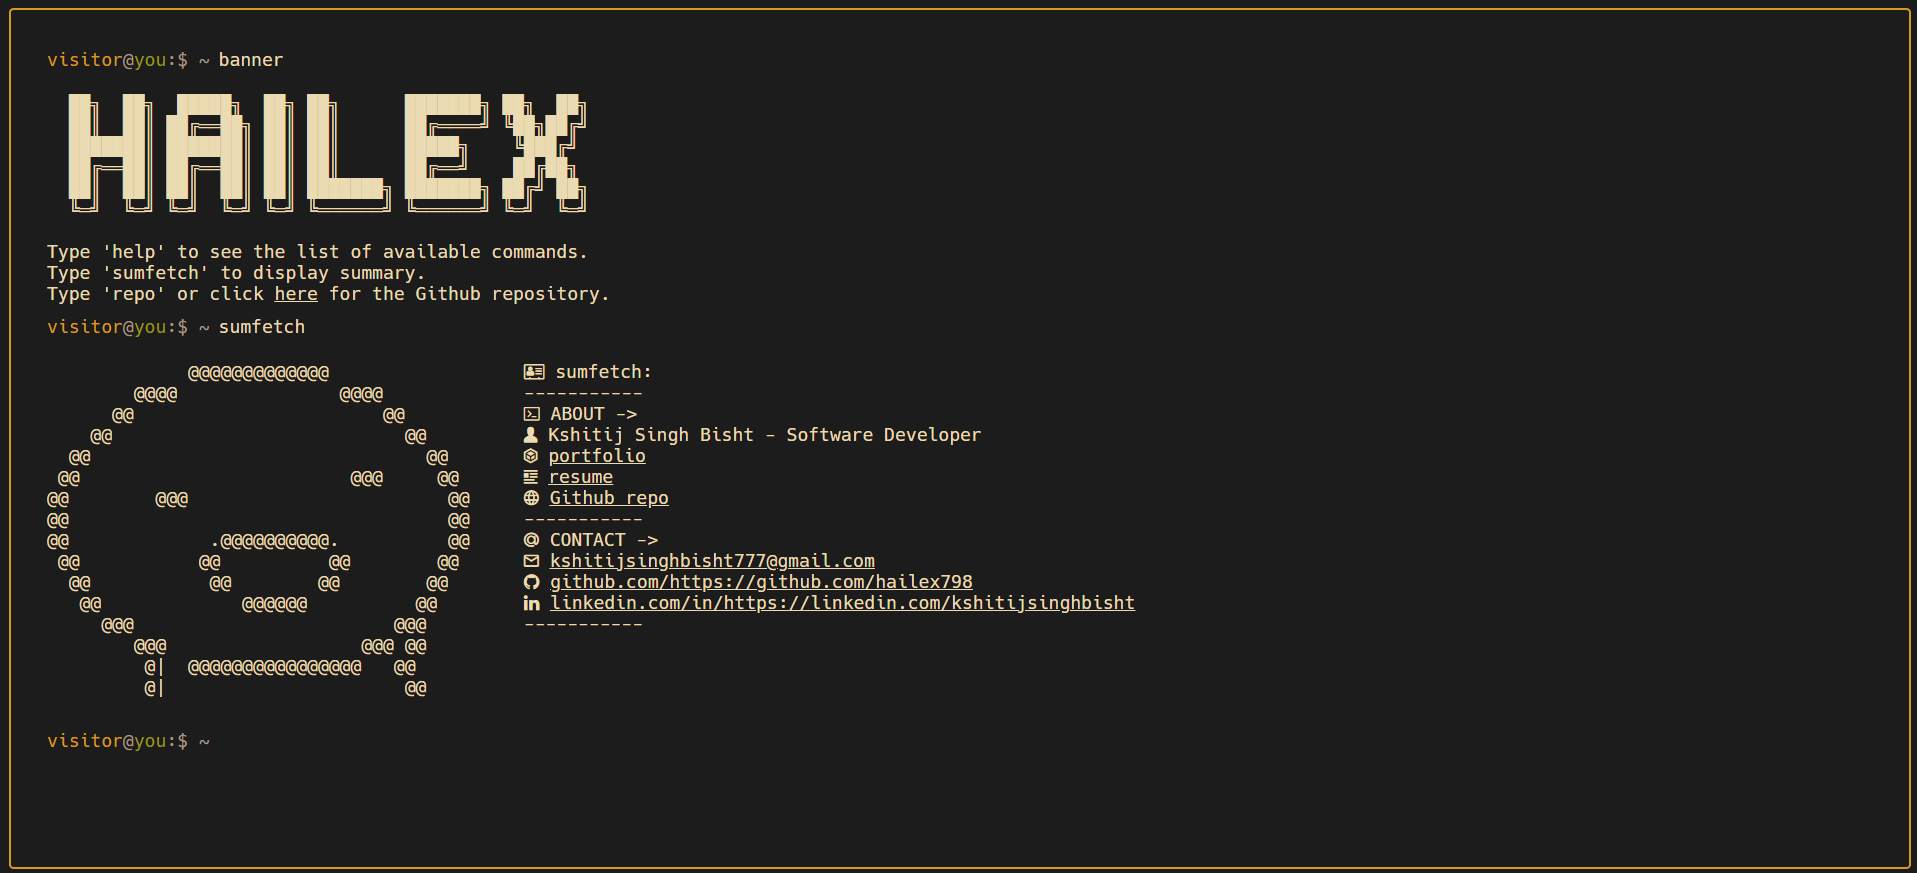 visitor@you:$ ~ banner
HAILEX
Type 'help' to see the list of available commands.
Type 'sumfetch' to display summary.
Type 'repo' or click here for the Github repository.
visitor@you:$ ~ sumfetch
sumfetch:
-----------
ABOUT ->
Kshitij Singh Bisht - Software Developer
portfolio
resume
Github repo
-----------
CONTACT ->
kshitijsinghbisht777@gmail.com
github.com/https://github.com/hailex798
linkedin.com/in/https://linkedin.com/kshitijsinghbisht
-----------
visitor@you:$ ~